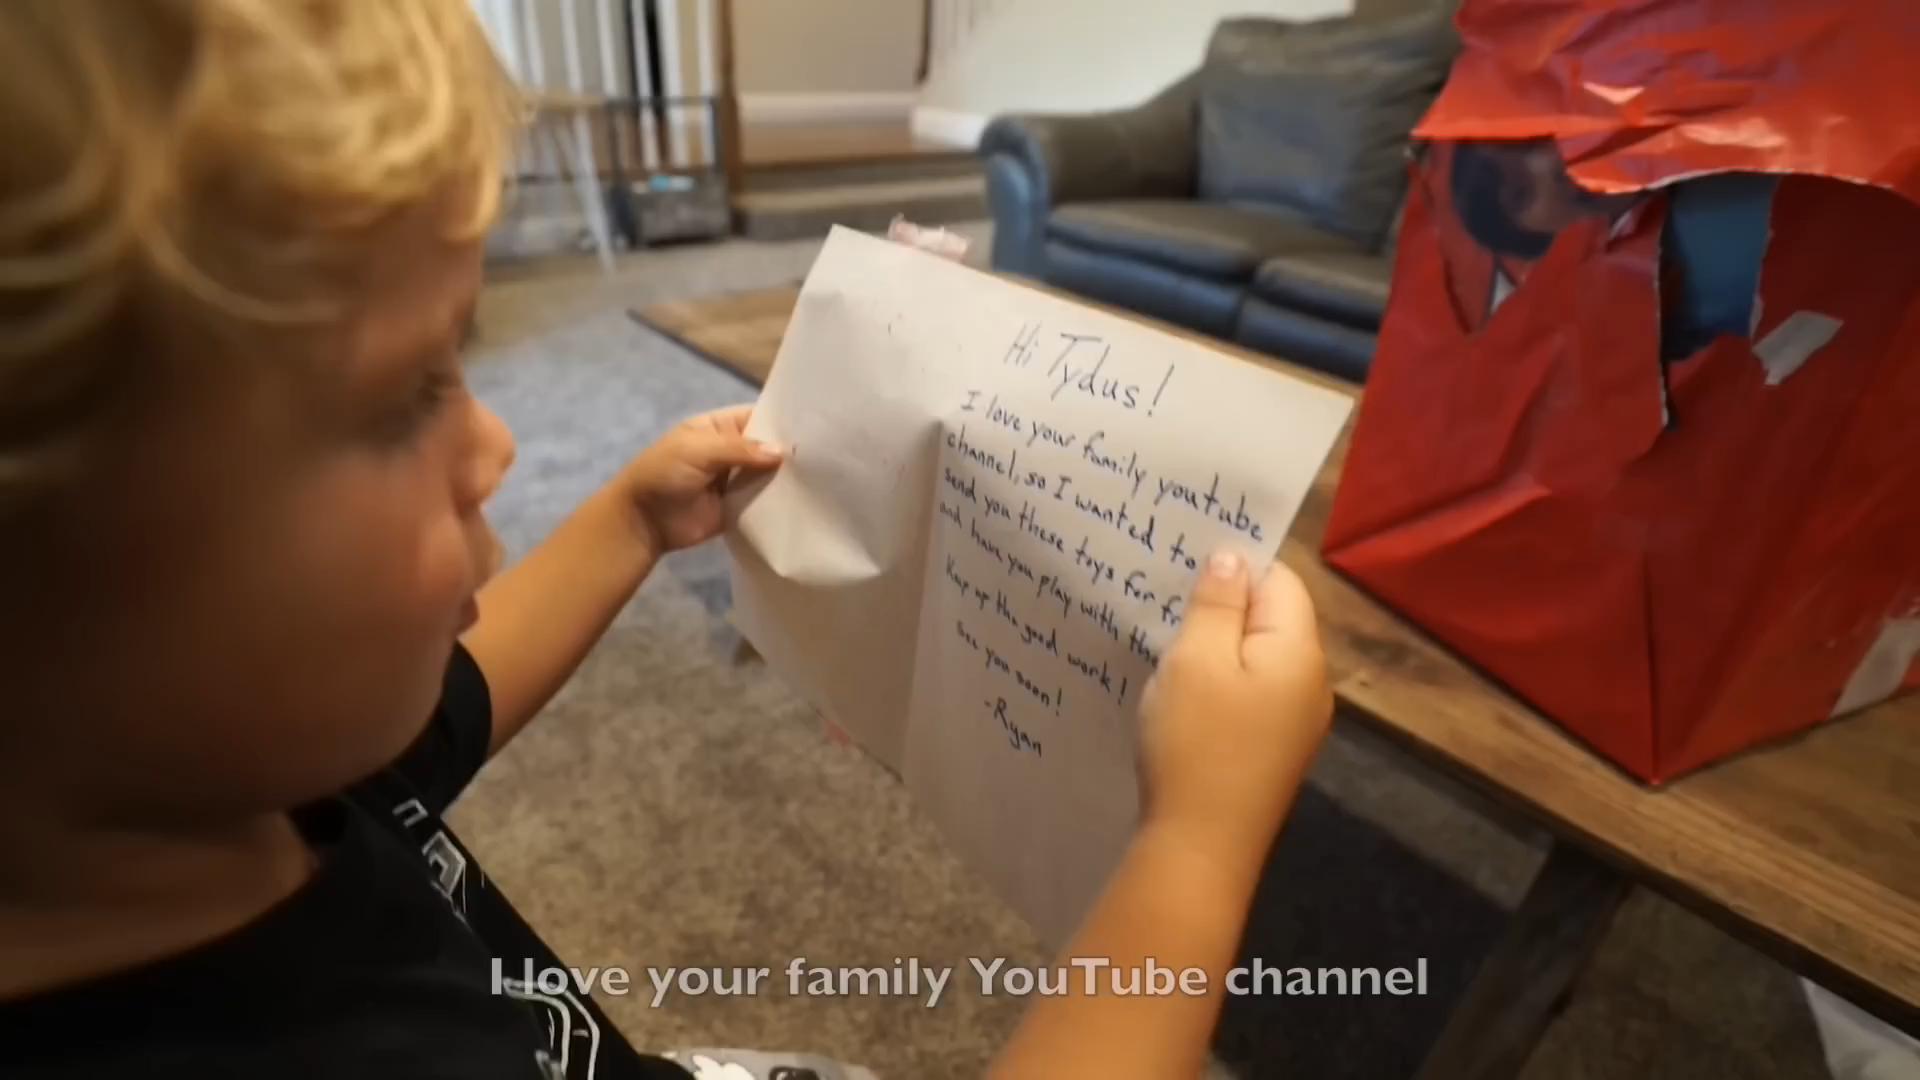 Hi Tydus!
I love your family youtube
channel, so I wanted to
send you these toys for
and have you play with
Keep up the good work!
See you soon!
-Ryan
I love your family YouTube channel